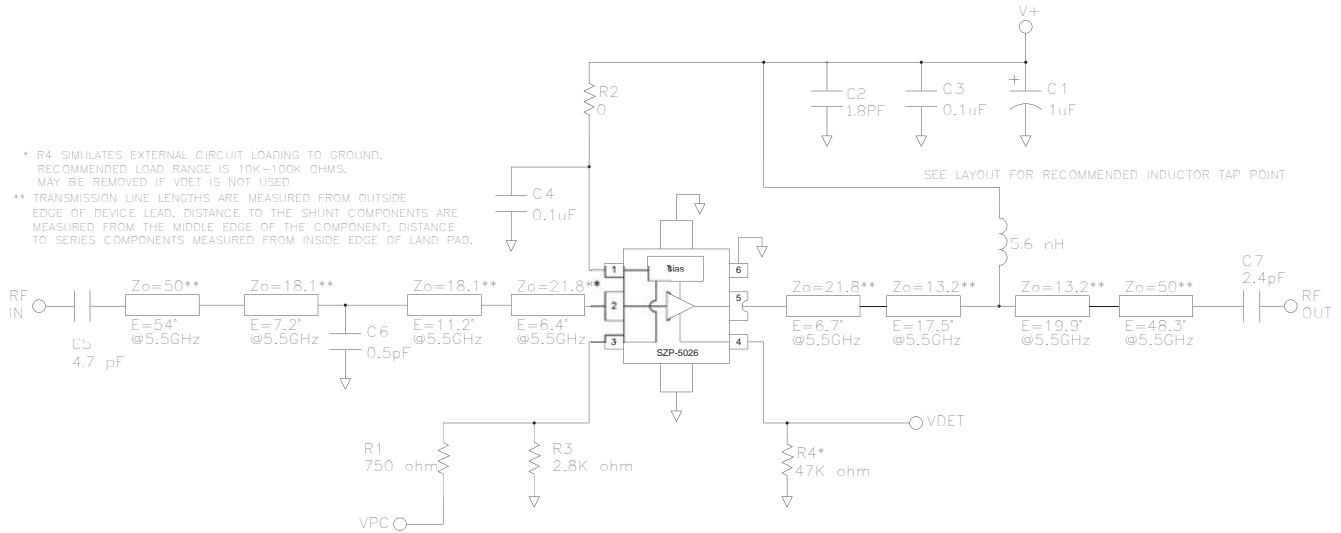 V+
R2
0
C2
1.8PF
C3
0.1uF
+
C1
1uF
* R4 SIMULATES EXTERNAL CIRCUIT LOADING TO GROUND.
RECOMMENDED LOAD RANGE IS 10K-100K OHMS.
MAY BE REMOVED IF VDET IS NOT USED
** TRANSMISSION LINE LENGTHS ARE MEASURED FROM OUTSIDE
EDGE OF DEVICE LEAD. DISTANCE TO THE SHUNT COMPONENTS ARE
MEASURED FROM THE MIDDLE EDGE OF THE COMPONENT; DISTANCE
TO SERIES COMPONENTS MEASURED FROM INSIDE EDGE OF LAND PAD.
C4
0.1uF
SEE LAYOUT FOR RECOMMENDED INDUCTOR TAP POINT
5.6 nH
RF
IN
C5
4.7 pF
Zo=50**
E=54°
@5.5GHz
Zo=18.1**
E=7.2°
@5.5GHz
C6
0.5pF
Zo=18.1**
E=11.2°
@5.5GHz
Zo=21.8**
E=6.4°
@5.5GHz
1
2
3
Bias
6
5
4
SZP-5026
Zo=21.8**
E=6.7°
@5.5GHz
Zo=13.2**
E=17.5°
@5.5GHz
Zo=13.2**
E=19.9°
@5.5GHz
Zo=50**
E=48.3°
@5.5GHz
C7
2.4pF
RF
OUT
R1
750 ohm
R3
2.8K ohm
VPC
VDET
R4*
47K ohm